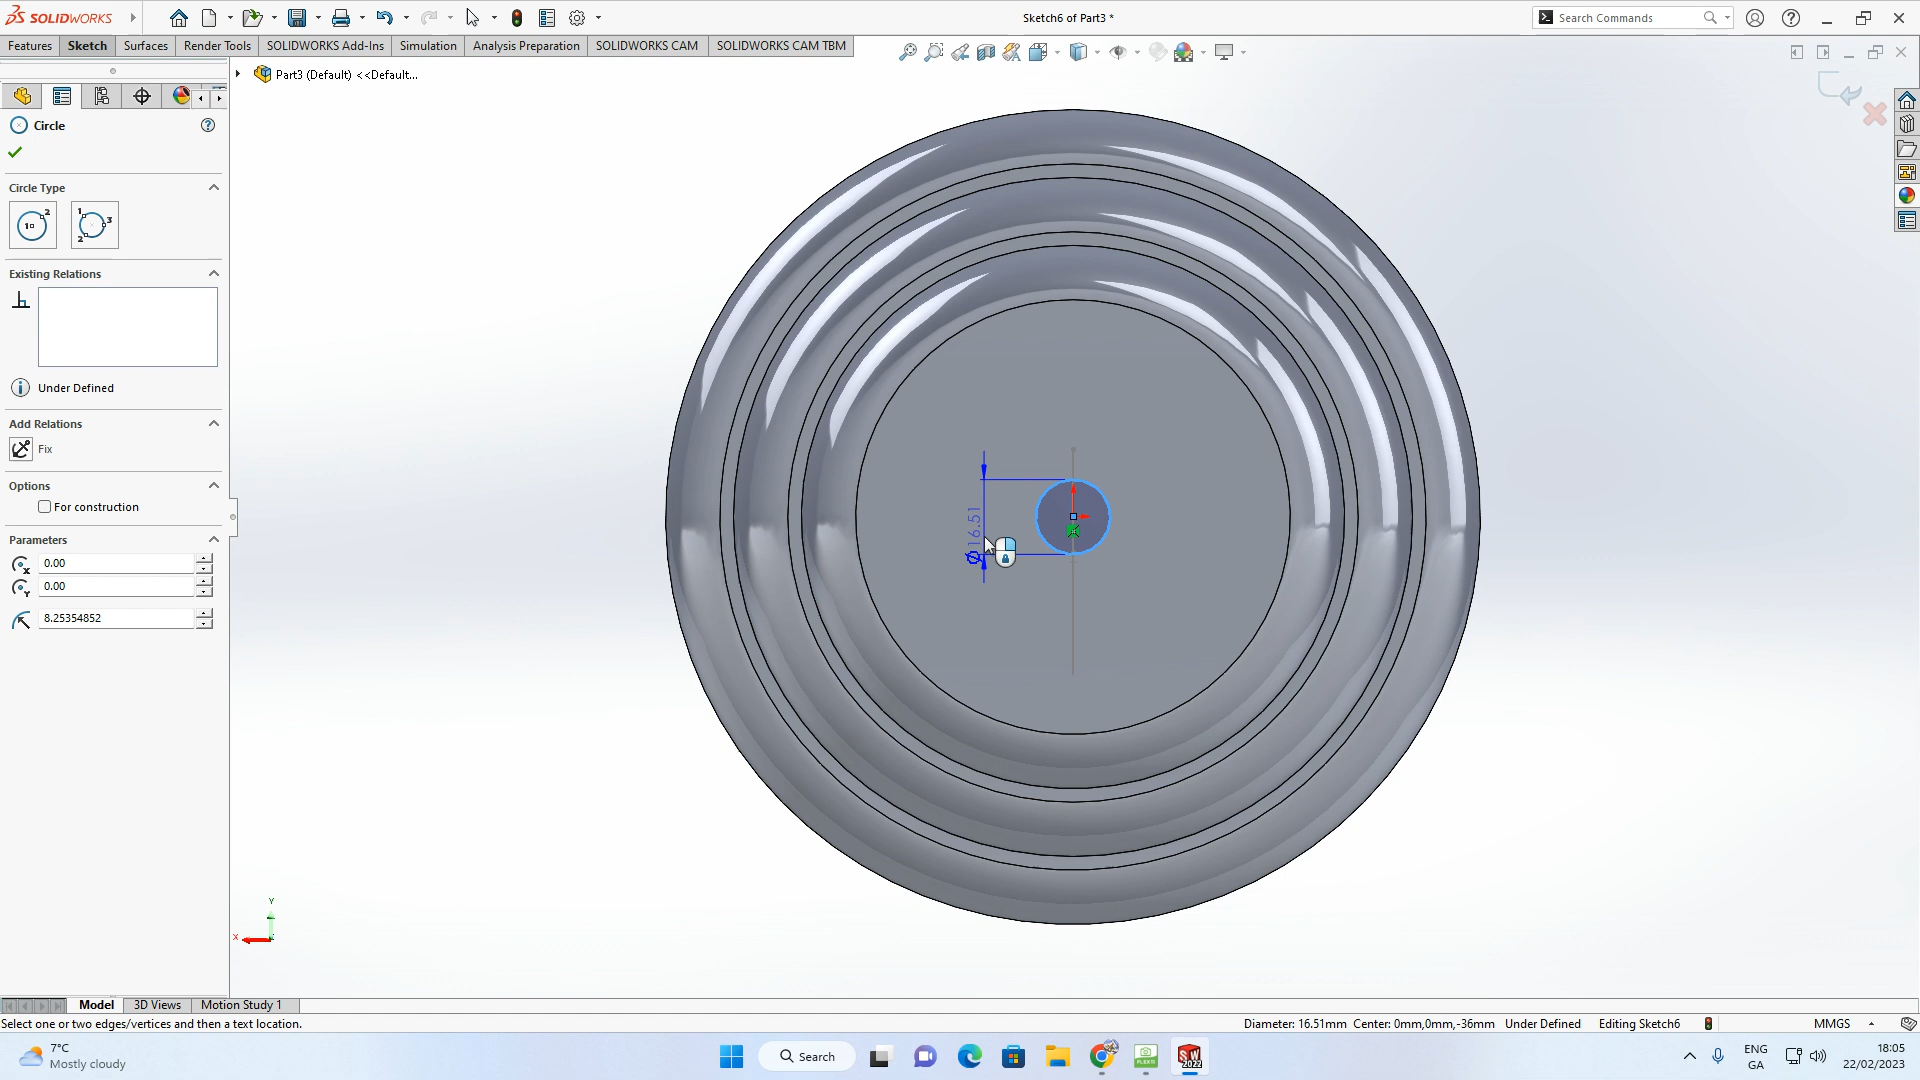 SOLIDWORKS
Sketch6 of Part3 *
Search Commands
Features
Sketch
Surfaces
Render Tools
SOLIDWORKS Add-Ins
Simulation
Analysis Preparation
SOLIDWORKS CAM
SOLIDWORKS CAM TBM
Part3 (Default) <<Default...
Circle
Circle Type
Existing Relations
Under Defined
Add Relations
Fix
Options
For construction
Parameters
0.00
0.00
8.25354852
Ø16.51
Y
X
Model
3D Views
Motion Study 1
Select one or two edges/vertices and then a text location.
Diameter: 16.51mm Center: 0mm,0mm,-36mm
Under Defined
Editing Sketch6
MMGS
7°C
Mostly cloudy
Search
SW
2022
ENG
GA
18:05
22/02/2023